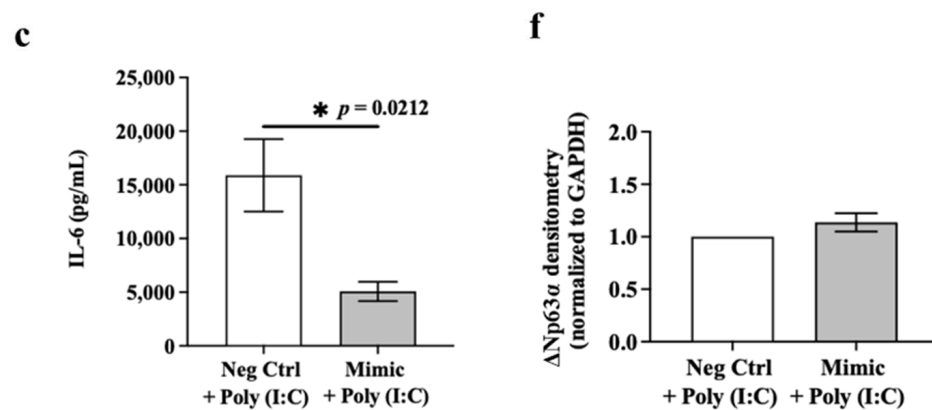 c
IL-6 (pg/mL)
25,000
20,000
15,000
10,000
5,000
0
* p = 0.0212
Neg Ctrl
+ Poly (I:C)
Mimic
+ Poly (I:C)
f
ΔNp63α densitometry
(normalized to GAPDH)
2.0
1.5
1.0
0.5
0.0
Neg Ctrl
+ Poly (I:C)
Mimic
+ Poly (I:C)